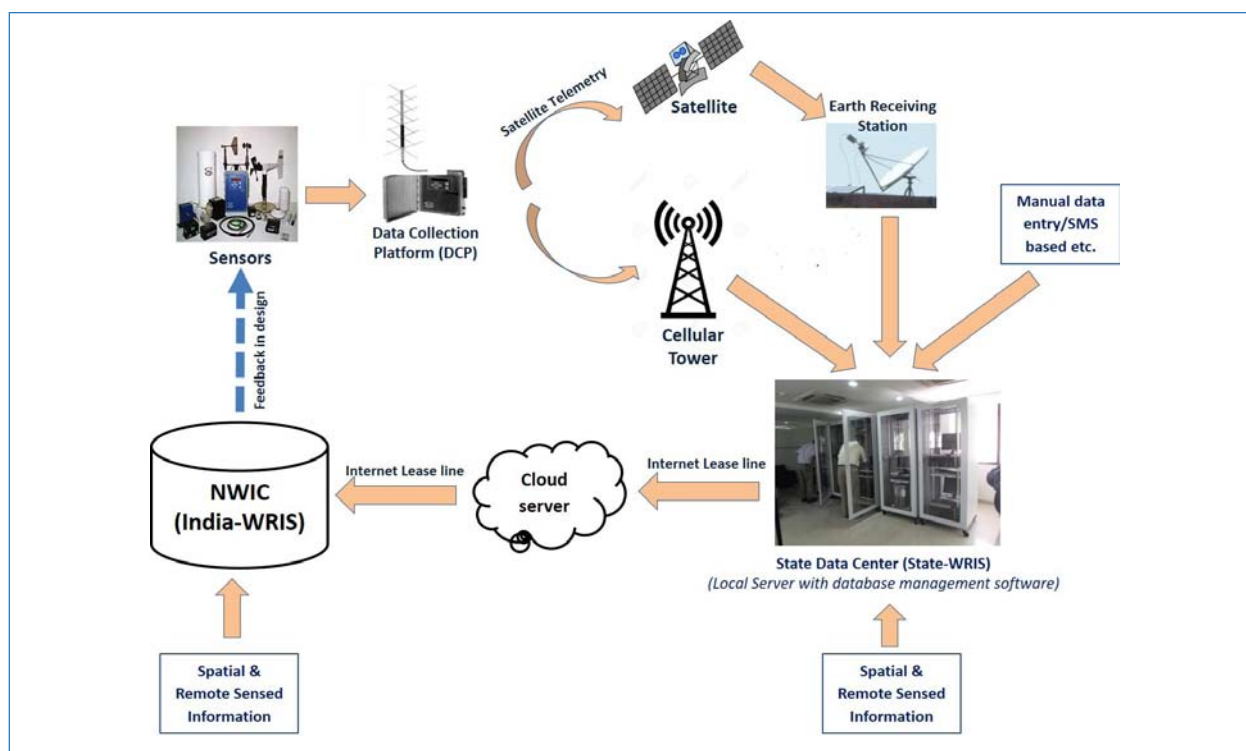 Satellite Telemetry
Satellite
Earth Receiving
Station
Sensors
Data Collection
Platform (DCP)
Manual data
entry/SMS
based etc.
Cellular
Tower
Feedback in design
NWIC
(India-WRIS)
Internet Lease line
Cloud
server
Internet Lease line
State Data Center (State-WRIS)
(Local Server with database management software)
Spatial &
Remote Sensed
Information
Spatial &
Remote Sensed
Information